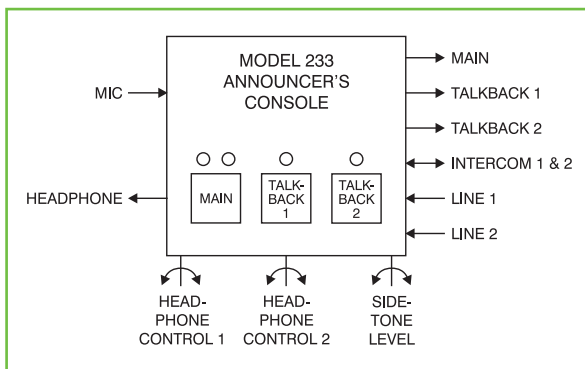 MODEL 233
ANNOUNCER'S
CONSOLE
MIC
HEADPHONE
MAIN
TALKBACK 1
TALKBACK 2
INTERCOM 1 & 2
LINE 1
LINE 2
MAIN
TALK-
BACK
1
TALK-
BACK
2
HEAD-
PHONE
CONTROL 1
HEAD-
PHONE
CONTROL 2
SIDE-
TONE
LEVEL